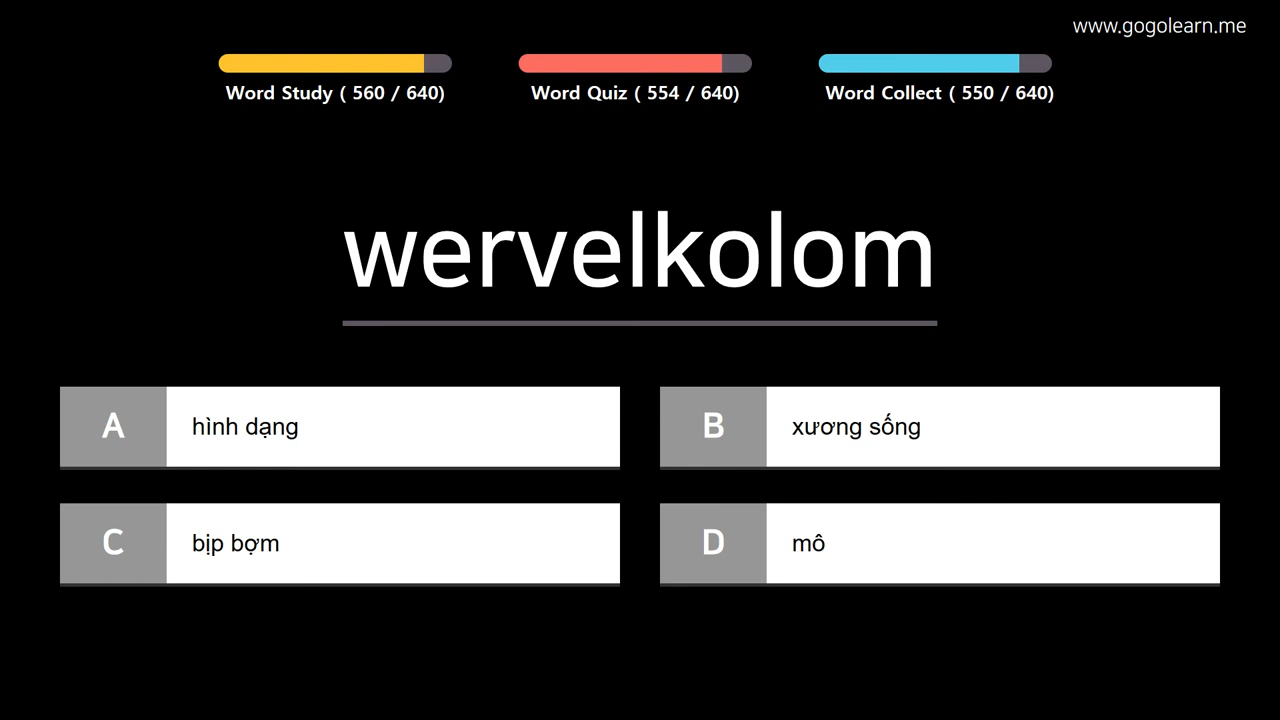 www.gogolearn.me
Word Study ( 560 / 640)
Word Quiz ( 554 / 640)
Word Collect ( 550 / 640)
wervelkolom
A hình dạng
B xương sống
C bịp bợm
D mô